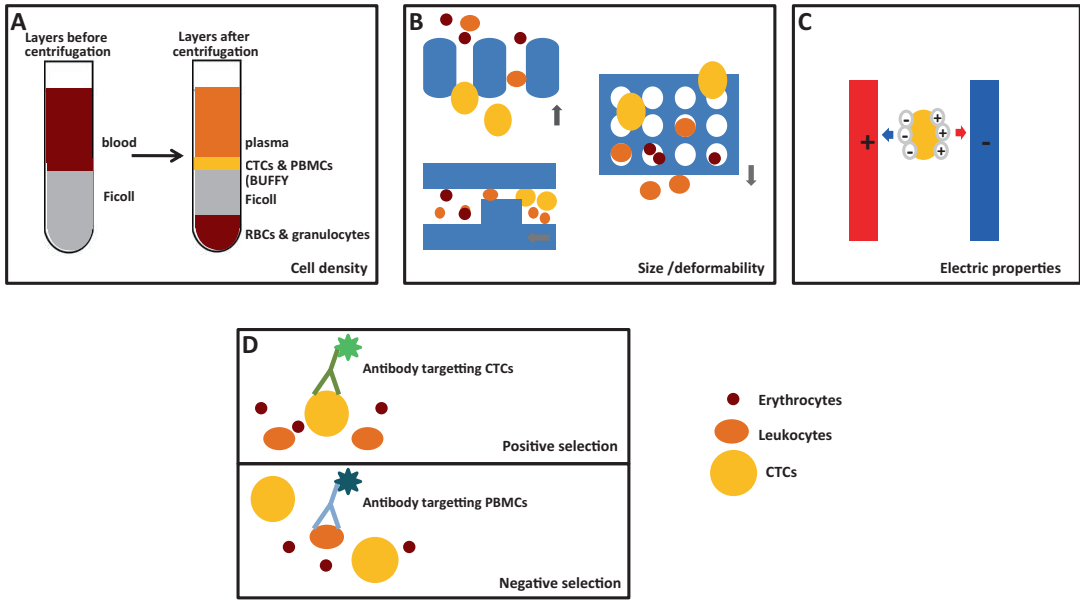 A
Layers before
centrifugation
Layers after
centrifugation
blood
Ficoll
plasma
CTCs & PBMCs
(BUFFY
Ficoll
RBCs & granulocytes
Cell density
B
Size /deformability
C
+
-
-
-
-
+
+
+
Electric properties
D
Antibody targetting CTCs
Positive selection
Antibody targetting PBMCs
Negative selection
Erythrocytes
Leukocytes
CTCs